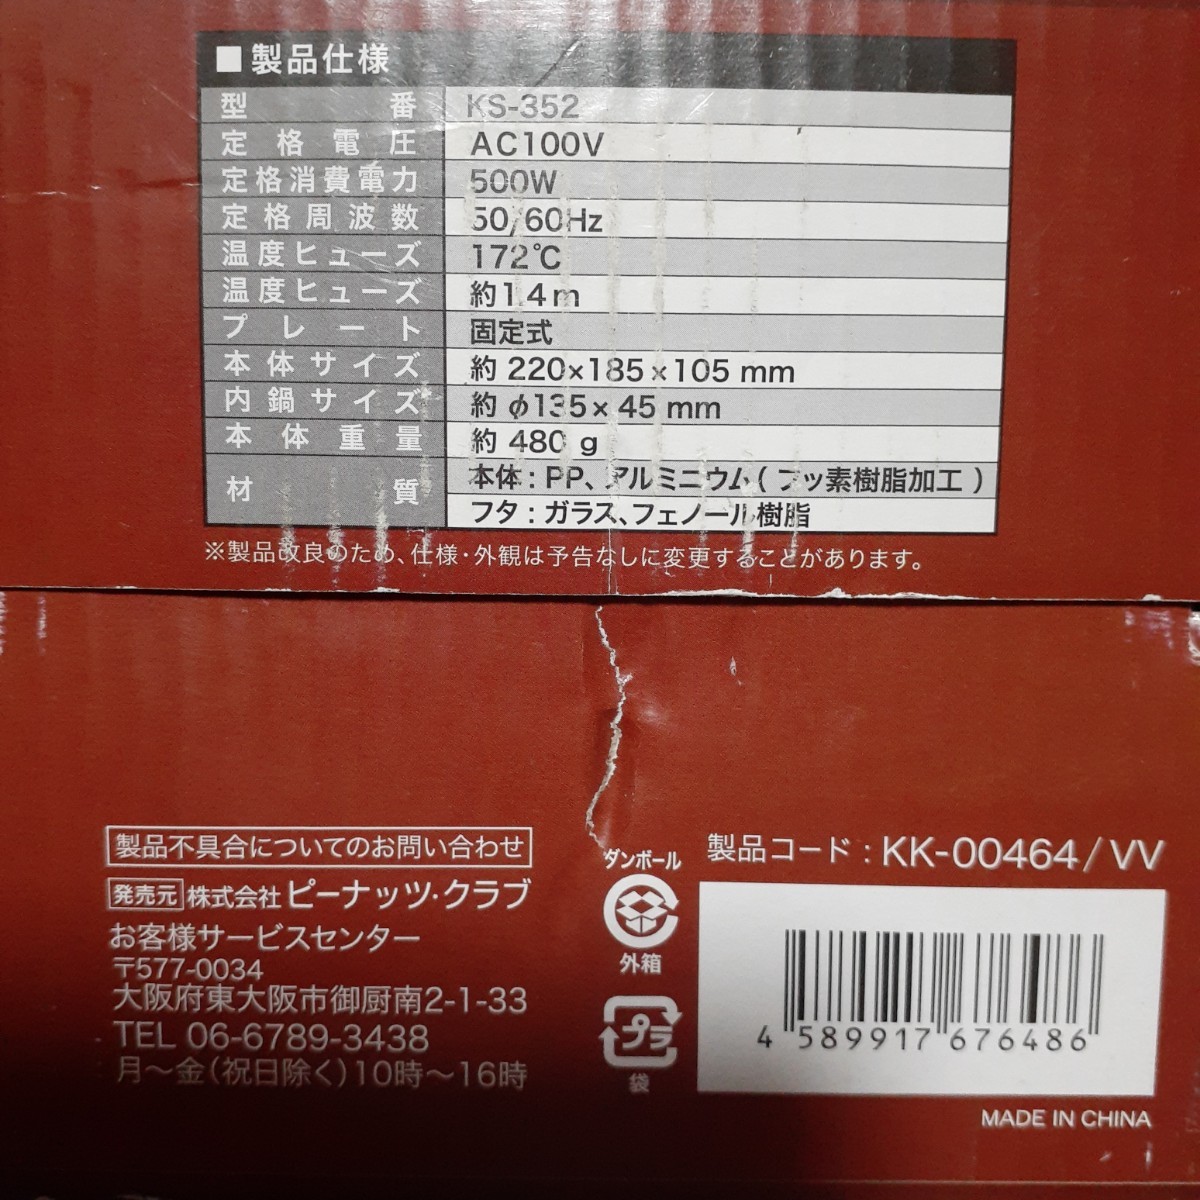 ■製品仕様
型番 KS-352
定格電圧 AC100V
定格消費電力 500W
定格周波数 50/60Hz
温度ヒューズ 172℃
温度ヒューズ 約1.4m
プレート 固定式
本体サイズ 約 220×185×105 mm
内鍋サイズ 約 φ135×45 mm
本体重量 約 480 g
材質 本体：PP、アルミニウム( フッ素樹脂加工 )
フタ：ガラス、フェノール樹脂
※製品改良のため、仕様・外観は予告なしに変更することがあります。
製品不具合についてのお問い合わせ
発売元 株式会社 ピーナッツ・クラブ
お客様サービスセンター
〒577-0034
大阪府東大阪市御厨南2-1-33
TEL 06-6789-3438
月〜金(祝日除く)10時〜16時
ダンボール
外箱
プラ
袋
製品コード：KK-00464/VV
4 589917 676486
MADE IN CHINA